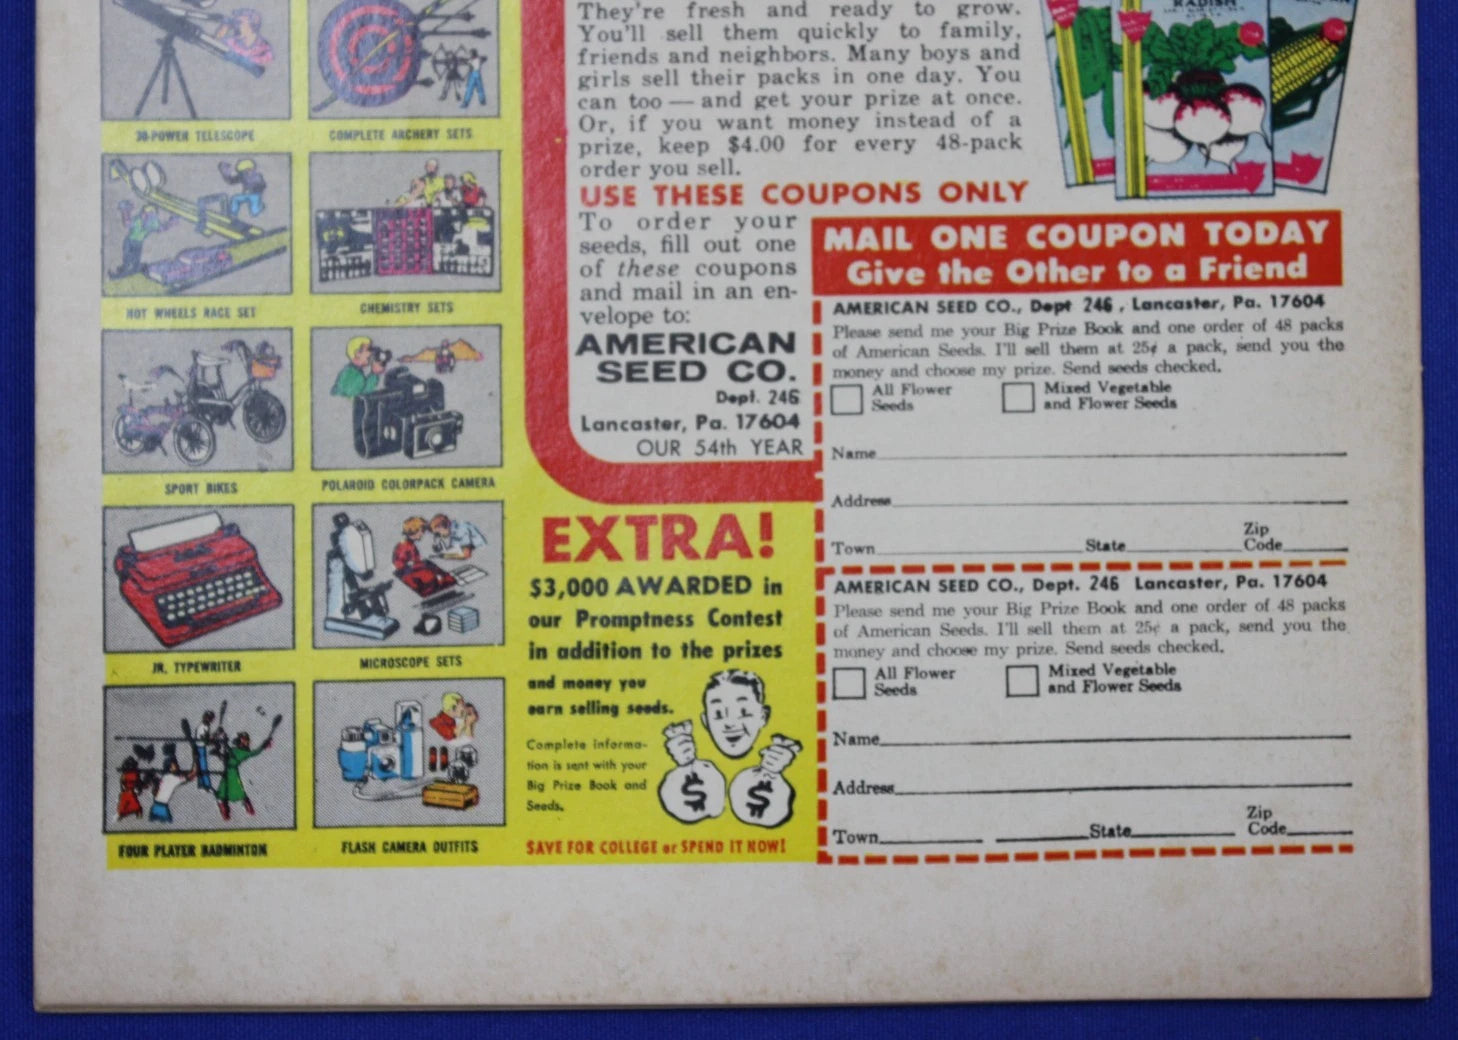 30-POWER TELESCOPE
COMPLETE ARCHERY SETS
HOT WHEELS RACE SET
CHEMISTRY SETS
SPORT BIKES
POLAROID COLORPACK CAMERA
JR. TYPEWRITER
MICROSCOPE SETS
FOUR PLAYER BADMINTON
FLASH CAMERA OUTFITS
They're fresh and ready to grow.
You'll sell them quickly to family,
friends and neighbors. Many boys and
girls sell their packs in one day. You
can too — and get your prize at once.
Or, if you want money instead of a
prize, keep $4.00 for every 48-pack
order you sell.
RADISH
USE THESE COUPONS ONLY
To order your
seeds, fill out one
of these coupons
and mail in an en-
velope to:
AMERICAN
SEED CO.
Dept. 246
Lancaster, Pa. 17604
OUR 54th YEAR
EXTRA!
$3,000 AWARDED in
our Promptness Contest
in addition to the prizes
and money you
earn selling seeds.
Complete informa-
tion is sent with your
Big Prize Book and
Seeds.
$ $
SAVE FOR COLLEGE or SPEND IT NOW!
MAIL ONE COUPON TODAY
Give the Other to a Friend
AMERICAN SEED CO., Dept 246 , Lancaster, Pa. 17604
Please send me your Big Prize Book and one order of 48 packs
of American Seeds. I'll sell them at 25¢ a pack, send you the
money and choose my prize. Send seeds checked.
All Flower Seeds
Mixed Vegetable and Flower Seeds
Name
Address
Town State Zip Code
AMERICAN SEED CO., Dept. 246 Lancaster, Pa. 17604
Please send me your Big Prize Book and one order of 48 packs
of American Seeds. I'll sell them at 25¢ a pack, send you the
money and choose my prize. Send seeds checked.
All Flower Seeds
Mixed Vegetable and Flower Seeds
Name
Address
Town State Zip Code